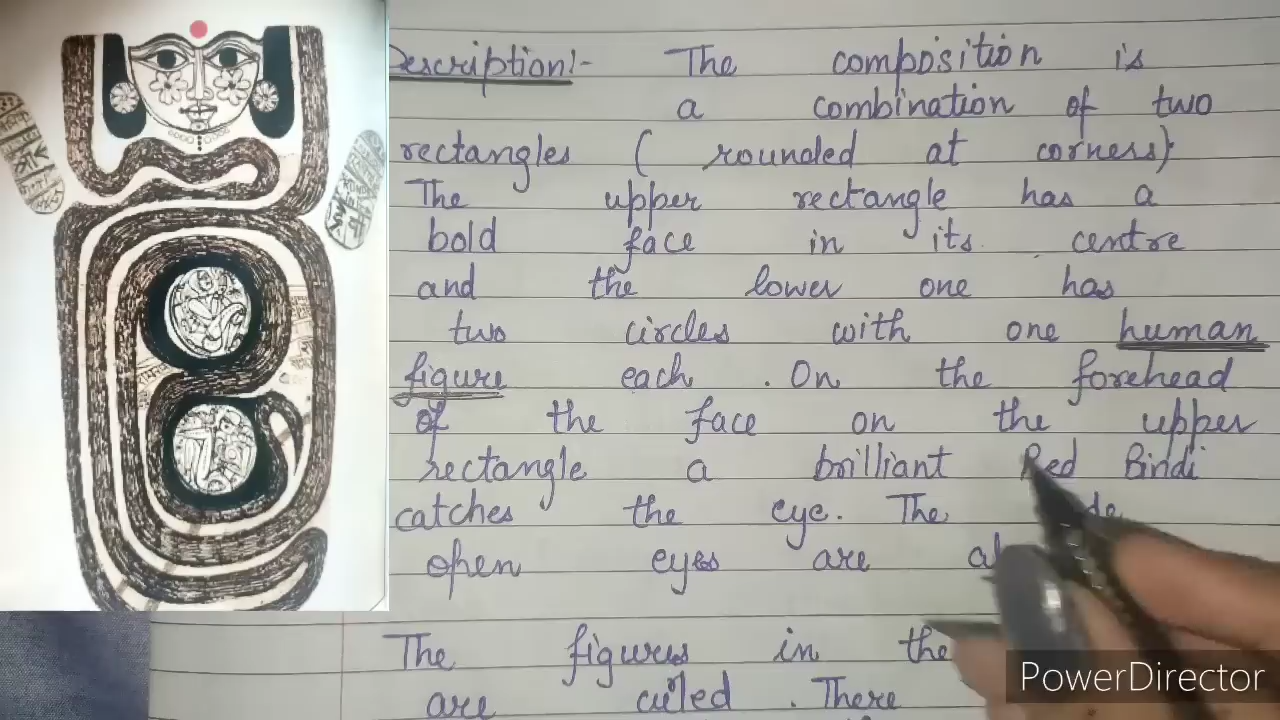 Description:- The composition is
a combination of two
rectangles ( rounded at corners)
The upper rectangle has a
bold face in its centre
and the lower one has
two circles with one human
figure each . On the forehead
of the face on the upper
rectangle a brilliant Red Bindi
catches the eye. The
open eyes are
The figures in the
are curled . There
PowerDirector